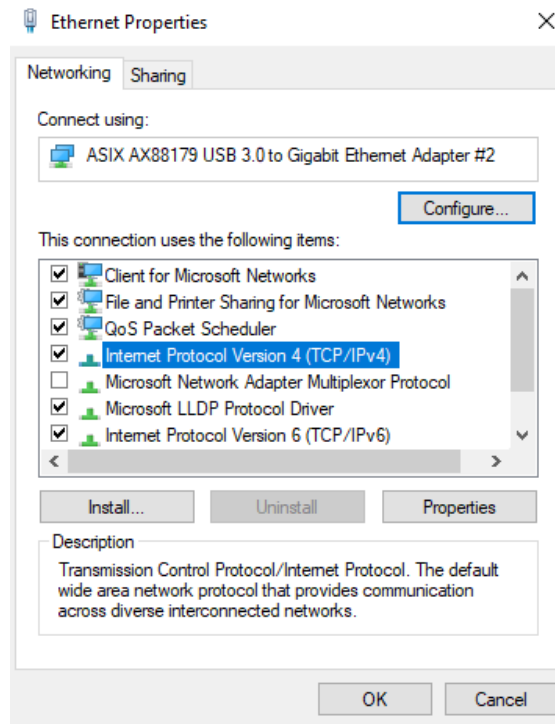 Ethernet Properties
Networking Sharing
Connect using:
ASIX AX88179 USB 3.0 to Gigabit Ethernet Adapter #2
Configure...
This connection uses the following items:
Client for Microsoft Networks
File and Printer Sharing for Microsoft Networks
QoS Packet Scheduler
Internet Protocol Version 4 (TCP/IPv4)
Microsoft Network Adapter Multiplexor Protocol
Microsoft LLDP Protocol Driver
Internet Protocol Version 6 (TCP/IPv6)
Install... Uninstall Properties
Description
Transmission Control Protocol/Internet Protocol. The default
wide area network protocol that provides communication
across diverse interconnected networks.
OK Cancel